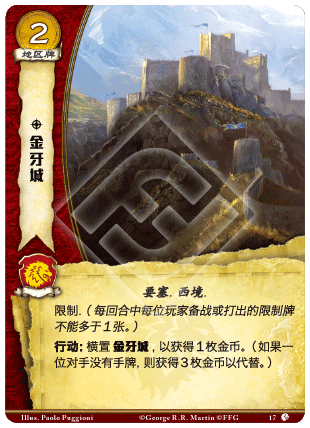 2
地区牌
金牙城
要塞. 西境.
限制.（每回合中每位玩家备战或打出的限制牌
不能多于1张。）
行动: 横置 金牙城, 以获得1枚金币。（如果一
位对手没有手牌, 则获得3枚金币以代替。）
Illus. Paolo Puggioni
©George R.R. Martin ©FFG
17